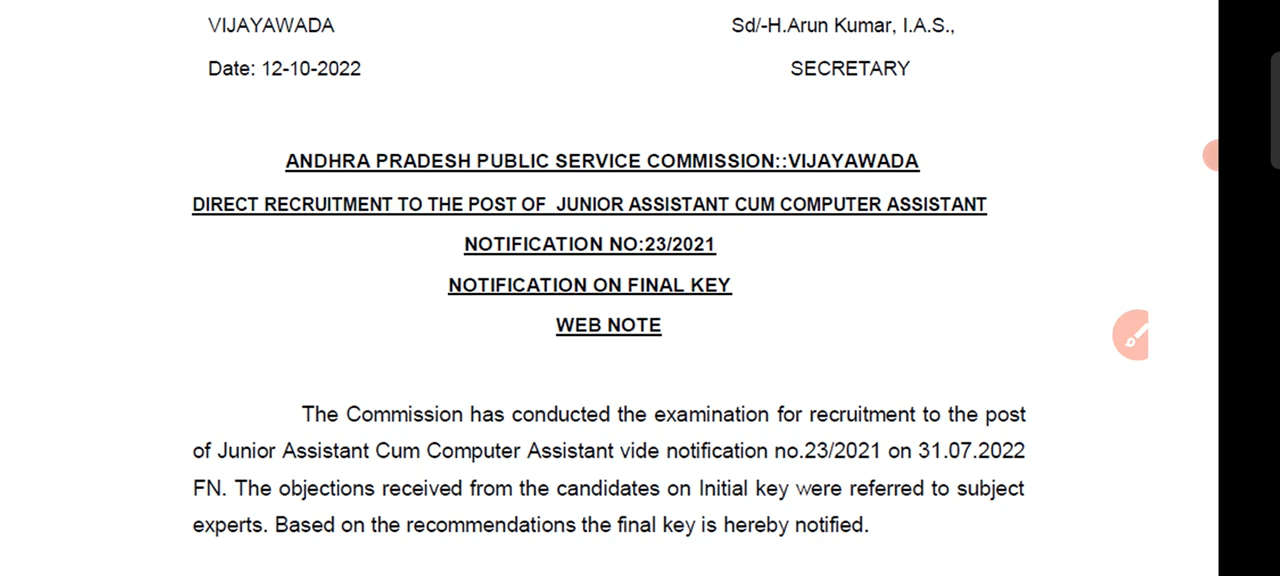 VIJAYAWADA Sd/-H.Arun Kumar, I.A.S.,
Date: 12-10-2022 SECRETARY
ANDHRA PRADESH PUBLIC SERVICE COMMISSION::VIJAYAWADA
DIRECT RECRUITMENT TO THE POST OF JUNIOR ASSISTANT CUM COMPUTER ASSISTANT
NOTIFICATION NO:23/2021
NOTIFICATION ON FINAL KEY
WEB NOTE
The Commission has conducted the examination for recruitment to the post
of Junior Assistant Cum Computer Assistant vide notification no.23/2021 on 31.07.2022
FN. The objections received from the candidates on Initial key were referred to subject
experts. Based on the recommendations the final key is hereby notified.